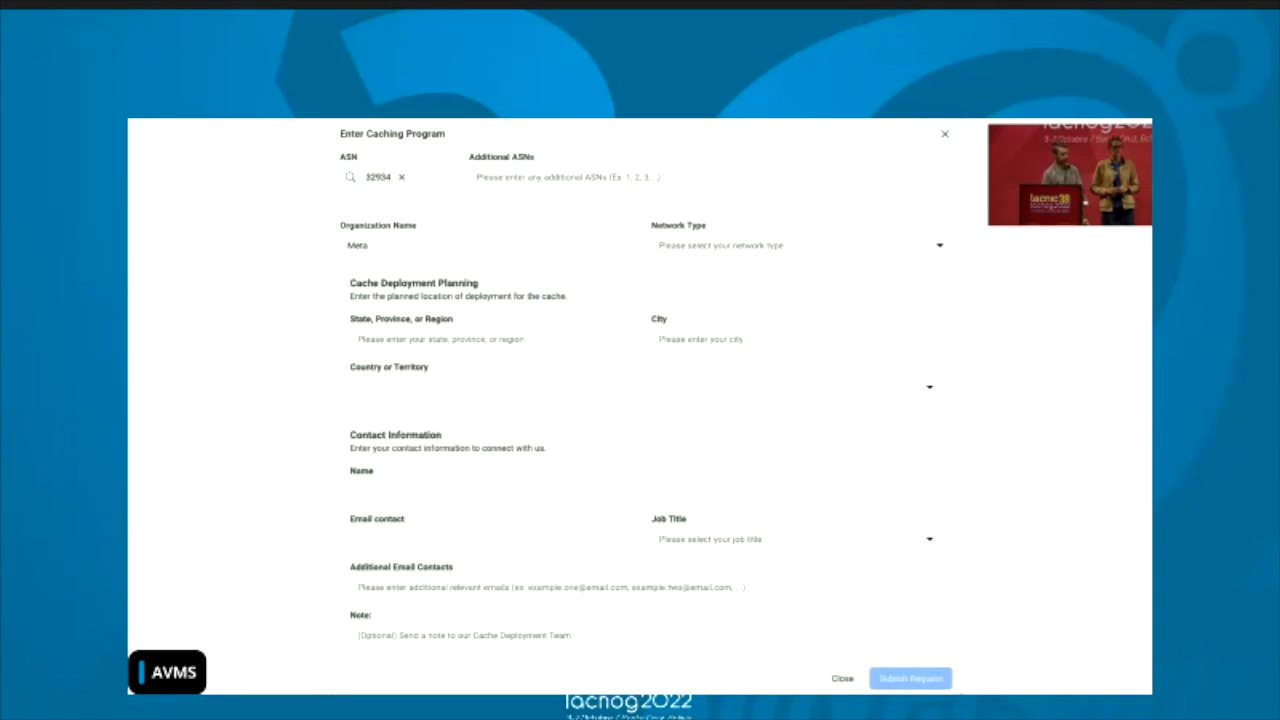 Enter Caching Program
ASN
Additional ASNs
32934
Please enter any additional ASNs (Ex. 1, 2, 3, ..)
Organization Name
Network Type
Meta
Please select your network type
Cache Deployment Planning
Enter the planned location of deployment for the cache.
State, Province, or Region
City
Please enter your state, province, or region
Please enter your city
Country or Territory
Contact Information
Enter your contact information to connect with us.
Name
Email contact
Job Title
Please select your job title
Additional Email Contacts
Please enter additional relevant emails (ex. example.one@email.com, example.two@email.com, ...)
Note:
(Optional) Send a note to our Cache Deployment Team
Close
Submit Request
AVMS
lacnog2022
lacnog2022
lacnic38